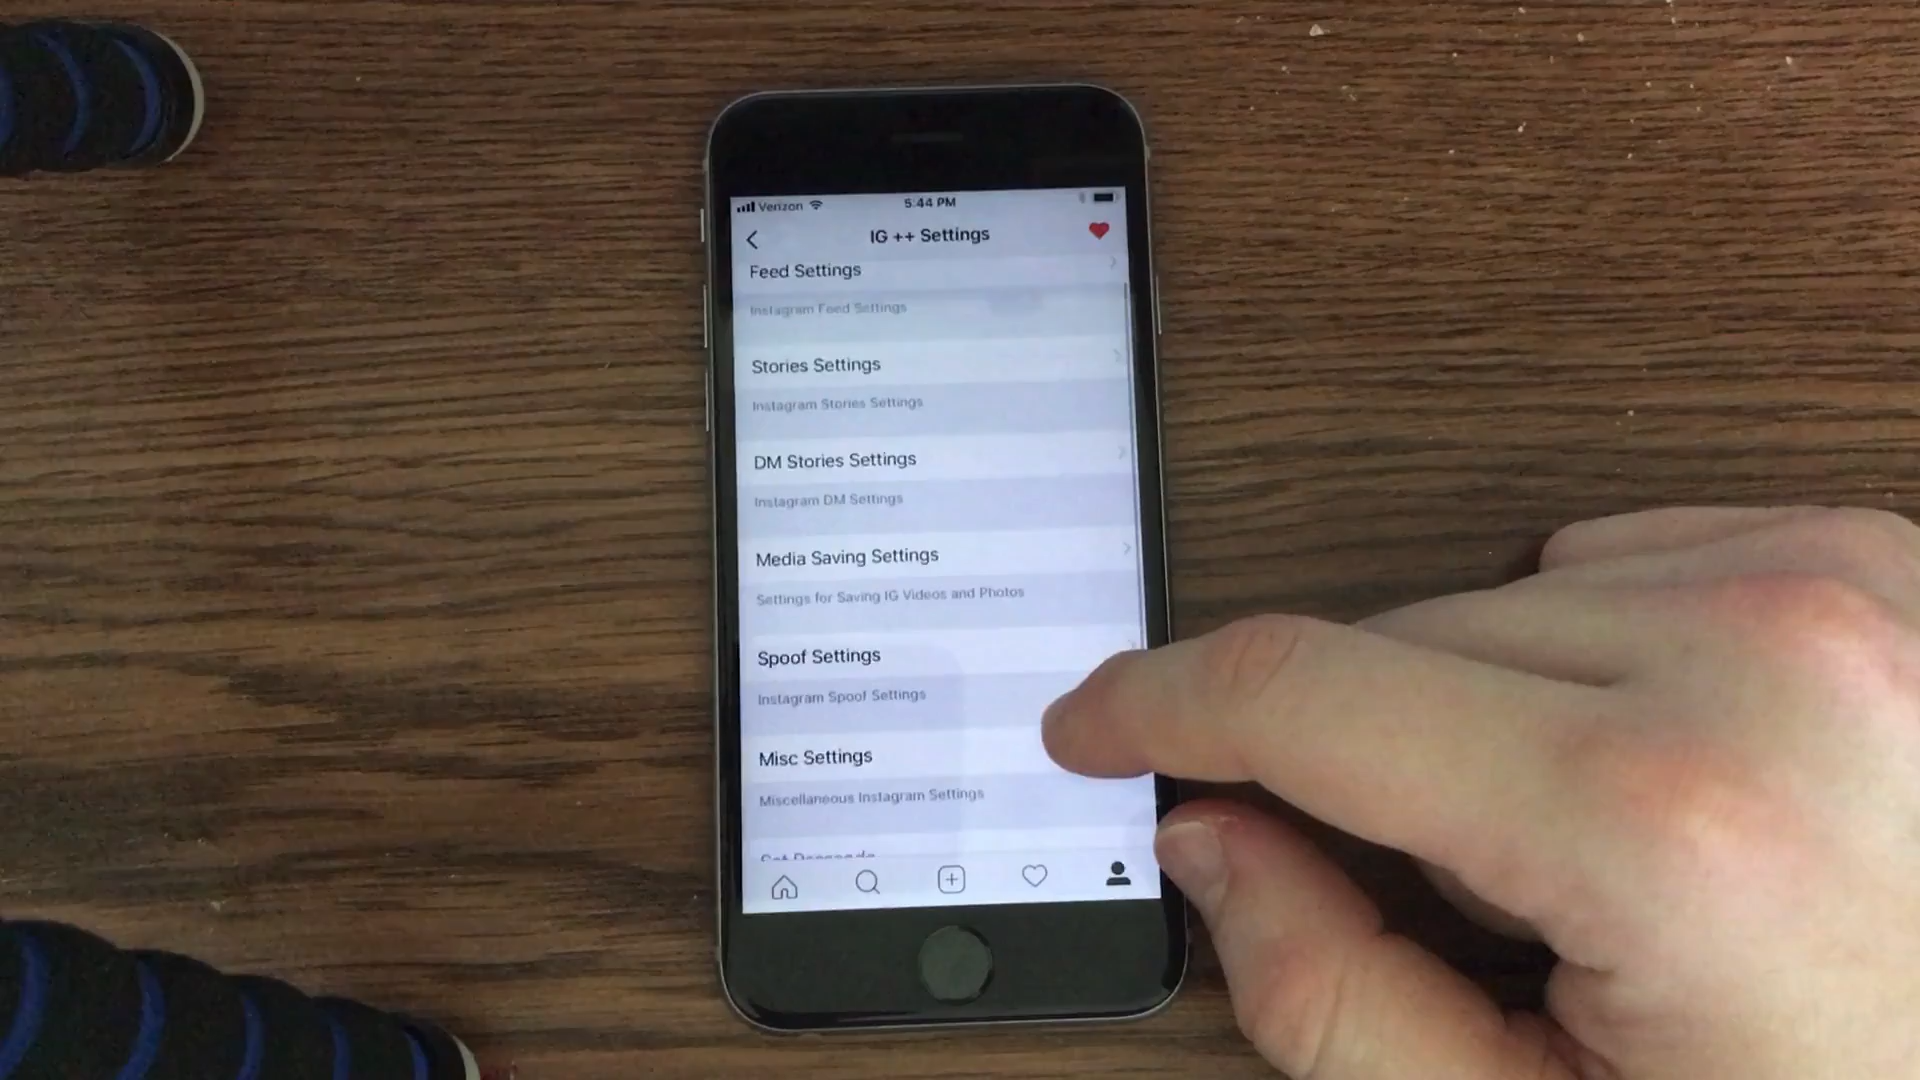 Verizon
5:44 PM
IG ++ Settings
Feed Settings
Instagram Feed Settings
Stories Settings
Instagram Stories Settings
DM Stories Settings
Instagram DM Settings
Media Saving Settings
Settings for Saving IG Videos and Photos
Spoof Settings
Instagram Spoof Settings
Misc Settings
Miscellaneous Instagram Settings